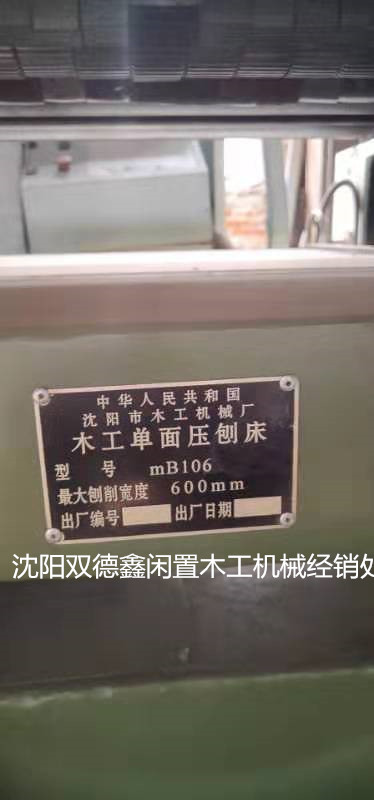 中华人民共和国
沈阳市木工机械厂
木工单面压刨床
型号 mB106
最大刨削宽度 600mm
出厂编号 出厂日期
沈阳双德鑫闲置木工机械经销处